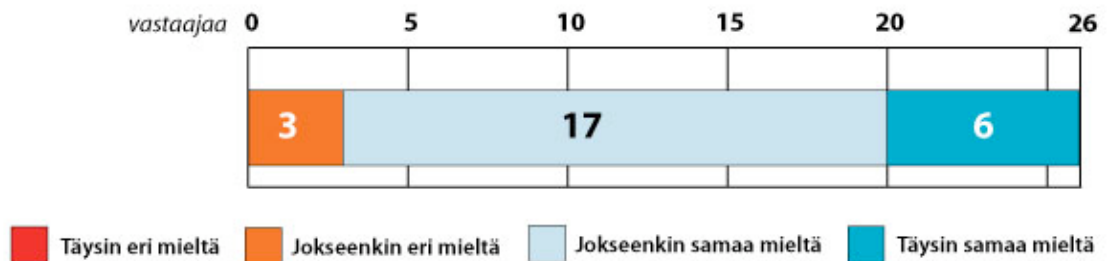 vastaajaa 0 5 10 15 20 26
3 17 6
Täysin eri mieltä Jokseenkin eri mieltä Jokseenkin samaa mieltä Täysin samaa mieltä